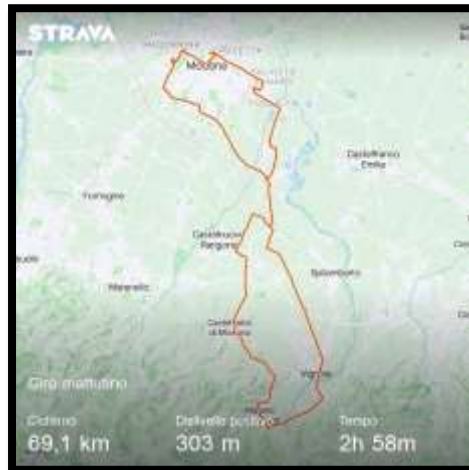 STRAVA
Modena
Castelfranco
Emilia
Formigine
Castelnuovo
Rangone
Spilamberto
Maranello
Castelvetro
di Modena
Vignola
Giro mattutino
Ciclismo
Dislivello positivo
Tempo
69,1 km
303 m
2h 58m